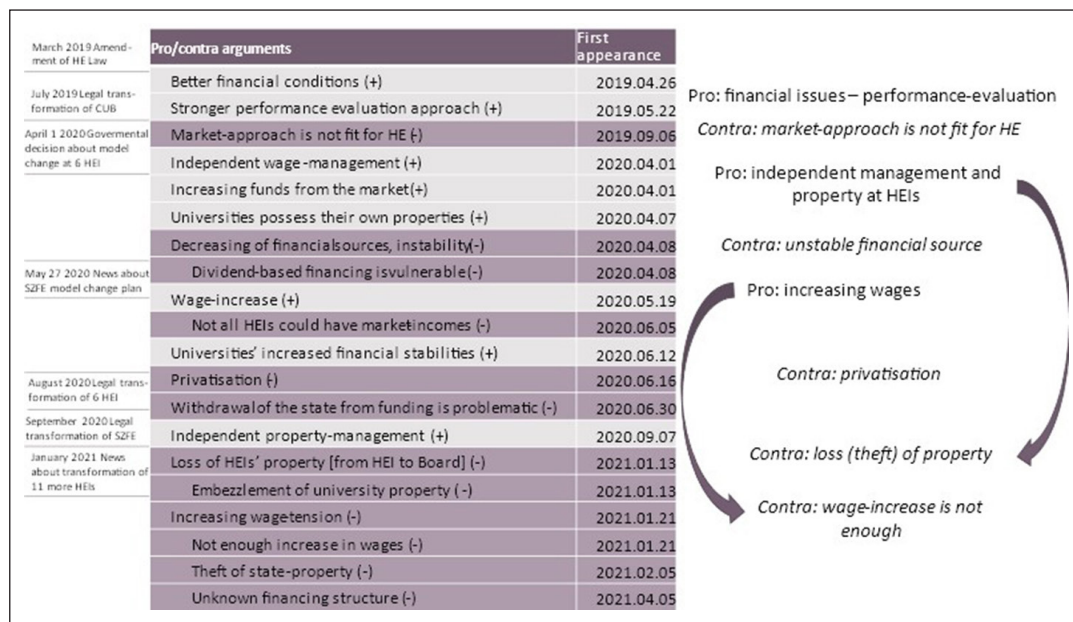 March 2019 Amend-
ment of HE Law
July 2019 Legal trans-
formation of CUB
April 1 2020 Govermental
decision about model
change at 6 HEI
May 27 2020 News about
SZFE model change plan
August 2020 Legal trans-
formation of 6 HEI
September 2020 Legal
transformation of SZFE
January 2021 News
about transformation of
11 more HEIs
Pro/contra arguments First appearance
Better financial conditions (+) 2019.04.26
Stronger performance evaluation approach (+) 2019.05.22
Market-approach is not fit for HE (-) 2019.09.06
Independent wage-management (+) 2020.04.01
Increasing funds from the market(+) 2020.04.01
Universities possess their own properties (+) 2020.04.07
Decreasing of financialsources, instability(-) 2020.04.08
Dividend-based financing isvulnerable(-) 2020.04.08
Wage-increase (+) 2020.05.19
Not all HEIs could have marketincomes (-) 2020.06.05
Universities' increased financial stabilities (+) 2020.06.12
Privatisation (-) 2020.06.16
Withdrawalof the state from funding is problematic (-) 2020.06.30
Independent property-management (+) 2020.09.07
Loss of HEIs' property [from HEI to Board] (-) 2021.01.13
Embezzlement of university property (-) 2021.01.13
Increasing wagetension (-) 2021.01.21
Not enough increase in wages (-) 2021.01.21
Theft of state-property (-) 2021.02.05
Unknown financing structure (-) 2021.04.05
Pro: financial issues – performance-evaluation
Contra: market-approach is not fit for HE
Pro: independent management and
property at HEIs
Contra: unstable financial source
Pro: increasing wages
Contra: privatisation
Contra: loss (theft) of property
Contra: wage-increase is not
enough